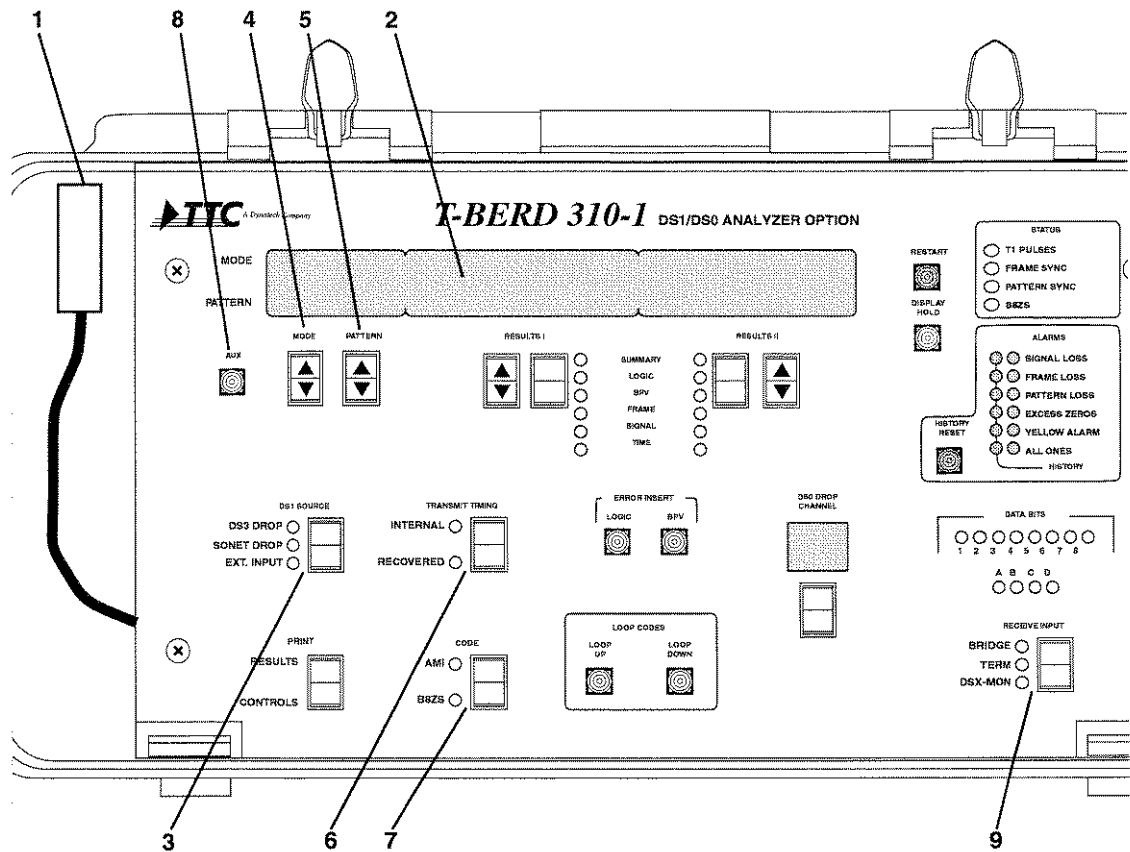 1
8
4
5
2
TTC A Dynatech Company
T-BERD 310-1 DS1/DS0 ANALYZER OPTION
MODE
PATTERN
AUX
MODE
PATTERN
RESULTS I
SUMMARY
LOGIC
BPV
FRAME
SIGNAL
TIME
RESULTS II
RESTART
DISPLAY
HOLD
STATUS
T1 PULSES
FRAME SYNC
PATTERN SYNC
B8ZS
ALARMS
SIGNAL LOSS
FRAME LOSS
PATTERN LOSS
EXCESS ZEROS
YELLOW ALARM
ALL ONES
HISTORY
HISTORY
RESET
DS1 SOURCE
DS3 DROP
SONET DROP
EXT. INPUT
TRANSMIT TIMING
INTERNAL
RECOVERED
ERROR INSERT
LOGIC
BPV
DS0 DROP
CHANNEL
DATA BITS
1 2 3 4 5 6 7 8
A B C D
PRINT
RESULTS
CONTROLS
CODE
AMI
B8ZS
LOOP CODES
LOOP
UP
LOOP
DOWN
RECEIVE INPUT
BRIDGE
TERM
DSX-MON
3
6
7
9